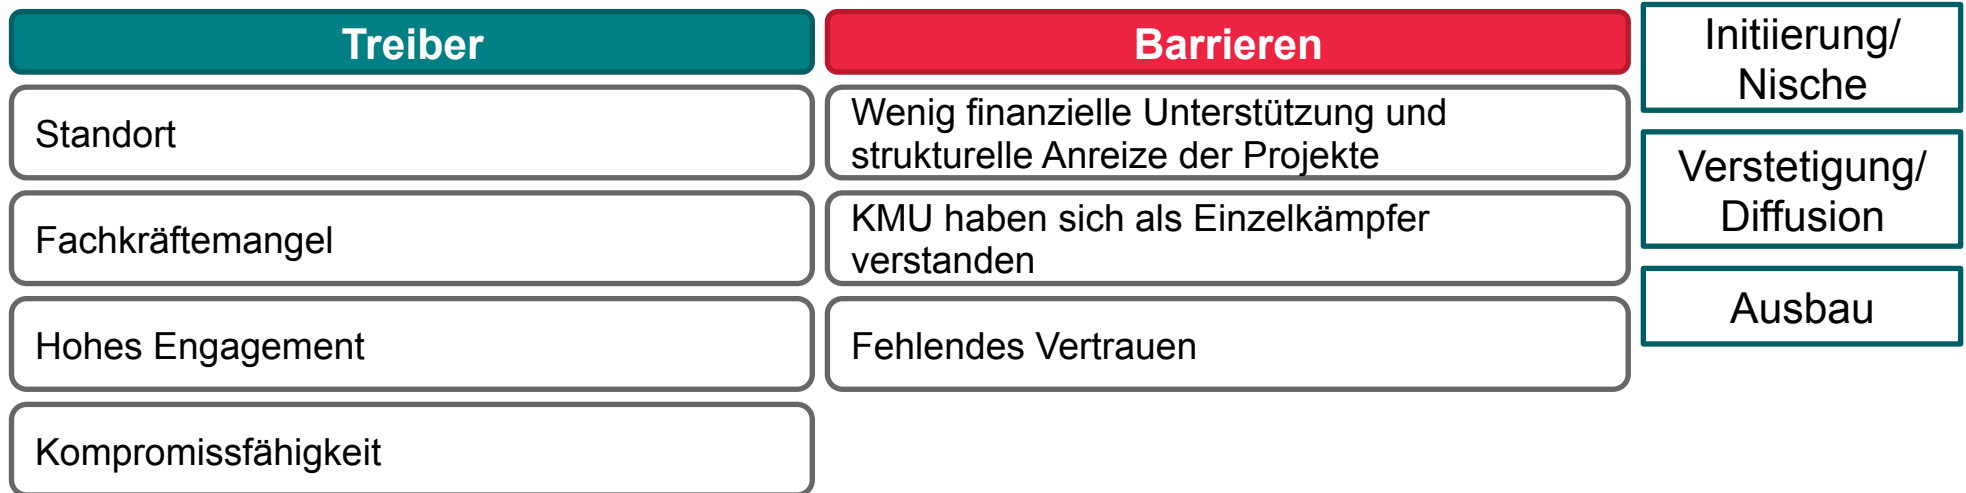 Treiber
Standort
Fachkräftemangel
Hohes Engagement
Kompromissfähigkeit
Barrieren
Wenig finanzielle Unterstützung und
strukturelle Anreize der Projekte
KMU haben sich als Einzelkämpfer
verstanden
Fehlendes Vertrauen
Initiierung/
Nische
Verstetigung/
Diffusion
Ausbau